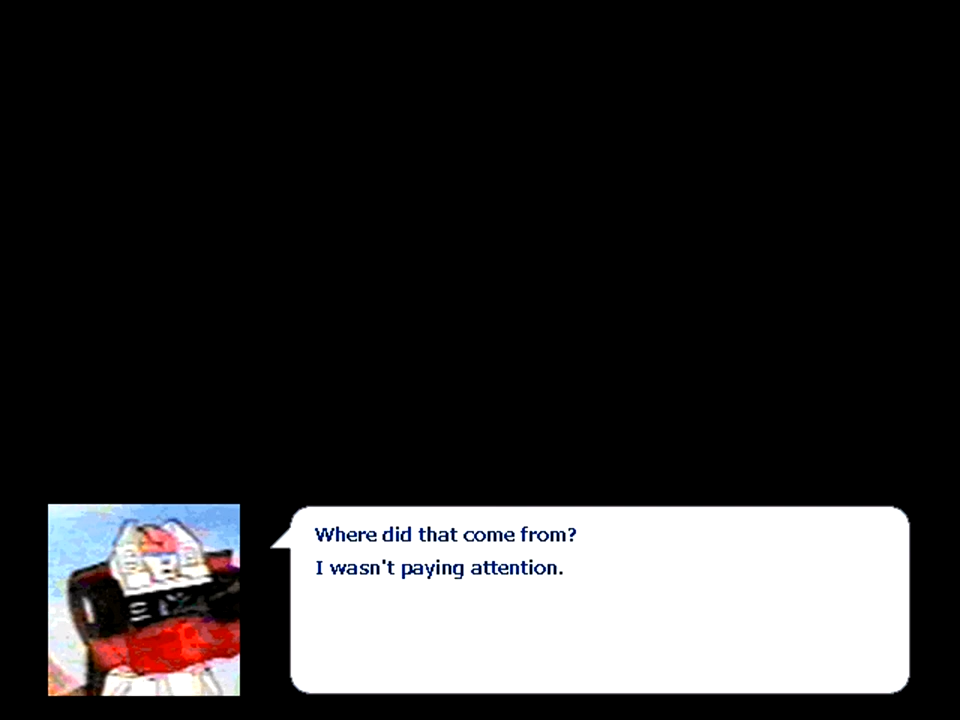 Where did that come from?
I wasn't paying attention.